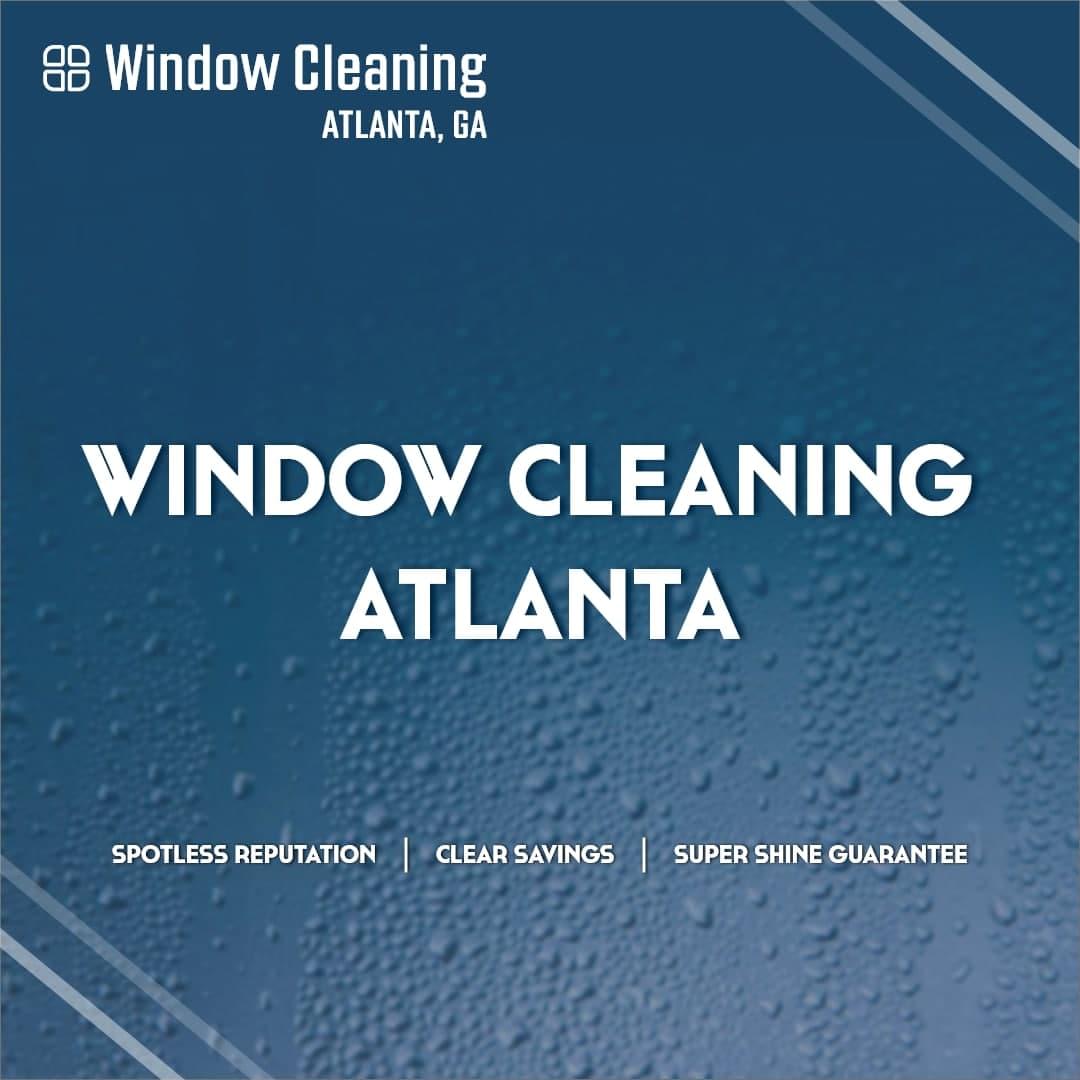 Window Cleaning
ATLANTA, GA
WINDOW CLEANING
ATLANTA
SPOTLESS REPUTATION | CLEAR SAVINGS | SUPER SHINE GUARANTEE